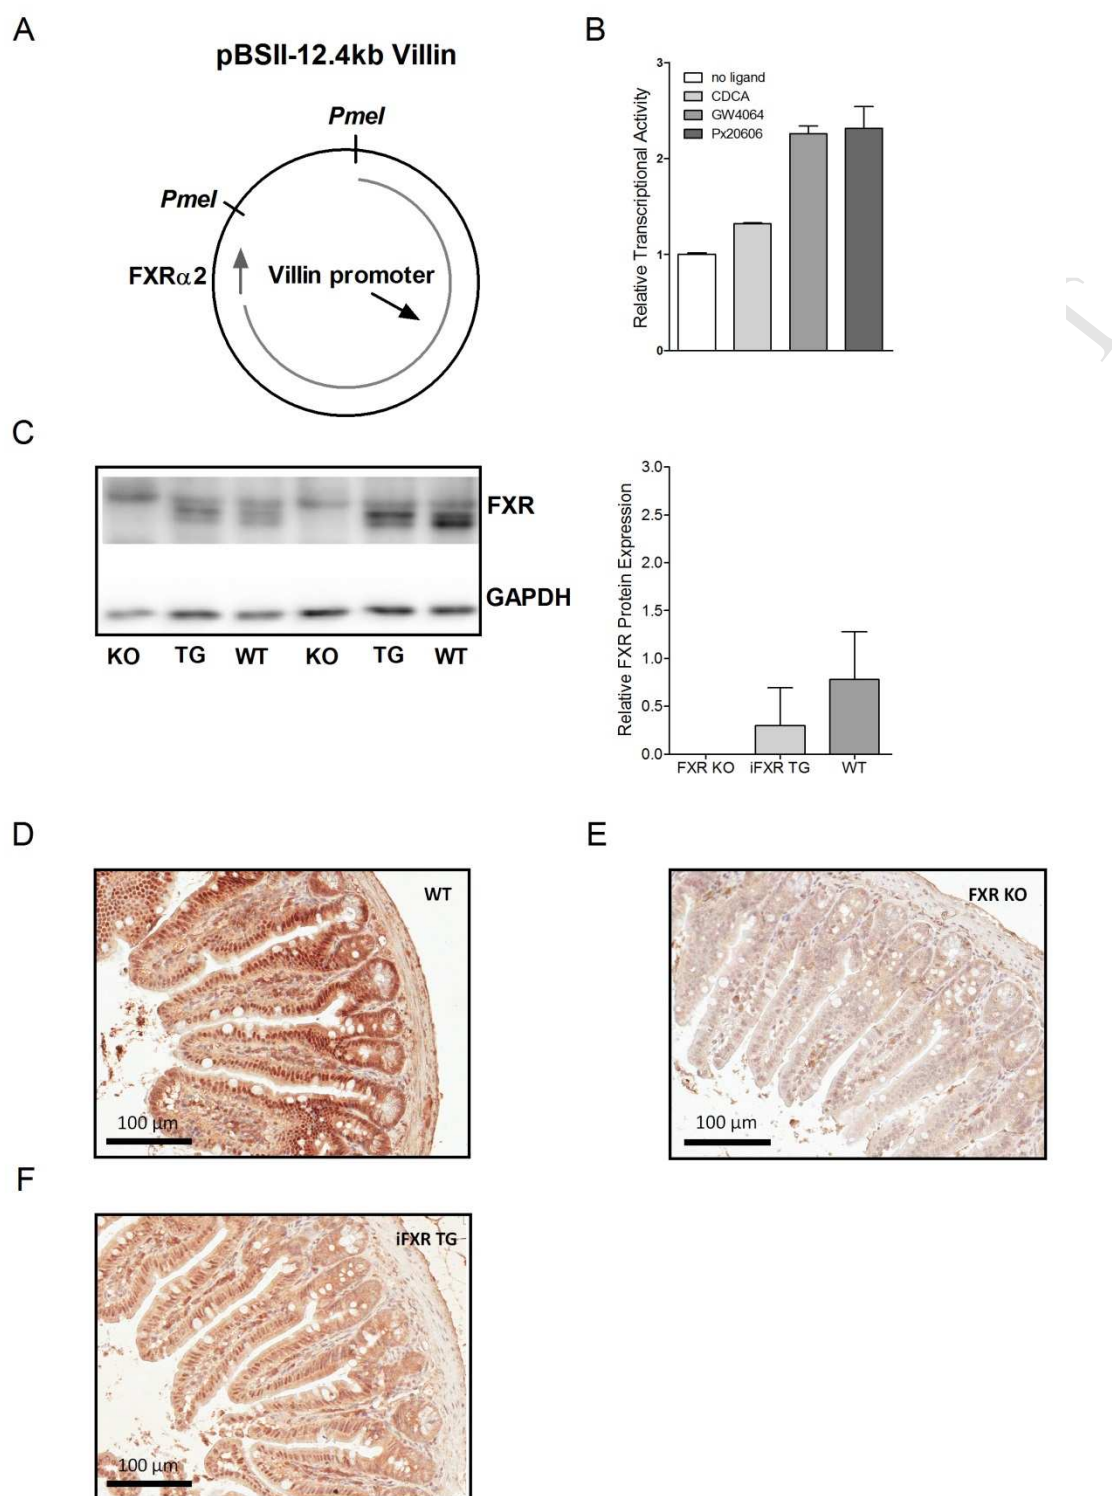 A
pBSII-12.4kb Villin
PmeI
PmeI
FXRα2
Villin promoter
B
Relative Transcriptional Activity
3
2
1
0
no ligand
CDCA
GW4064
Px20606
C
FXR
GAPDH
KO TG WT KO TG WT
Relative FXR Protein Expression
3.0
2.5
2.0
1.5
1.0
0.5
0.0
FXR KO iFXR TG WT
D
WT
100 µm
E
FXR KO
100 µm
F
iFXR TG
100 µm